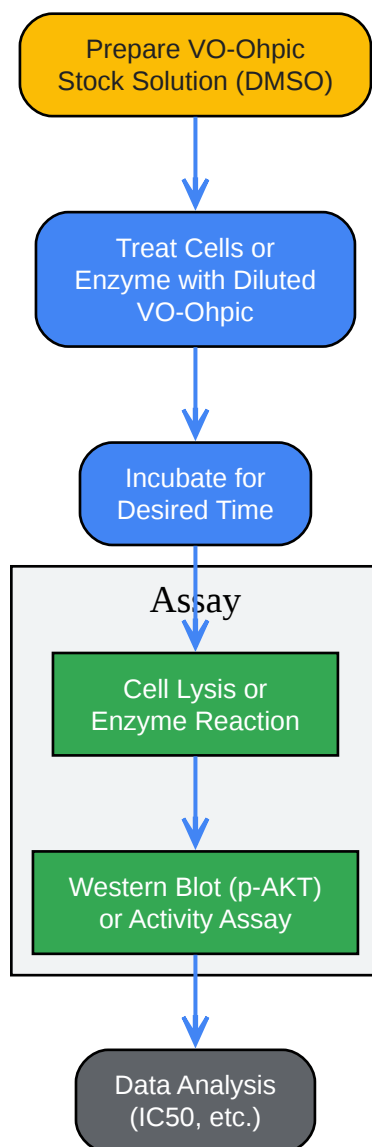 Prepare VO-Ohpic
Stock Solution (DMSO)
Treat Cells or
Enzyme with Diluted
VO-Ohpic
Incubate for
Desired Time
Assay
Cell Lysis or
Enzyme Reaction
Western Blot (p-AKT)
or Activity Assay
Data Analysis
(IC50, etc.)